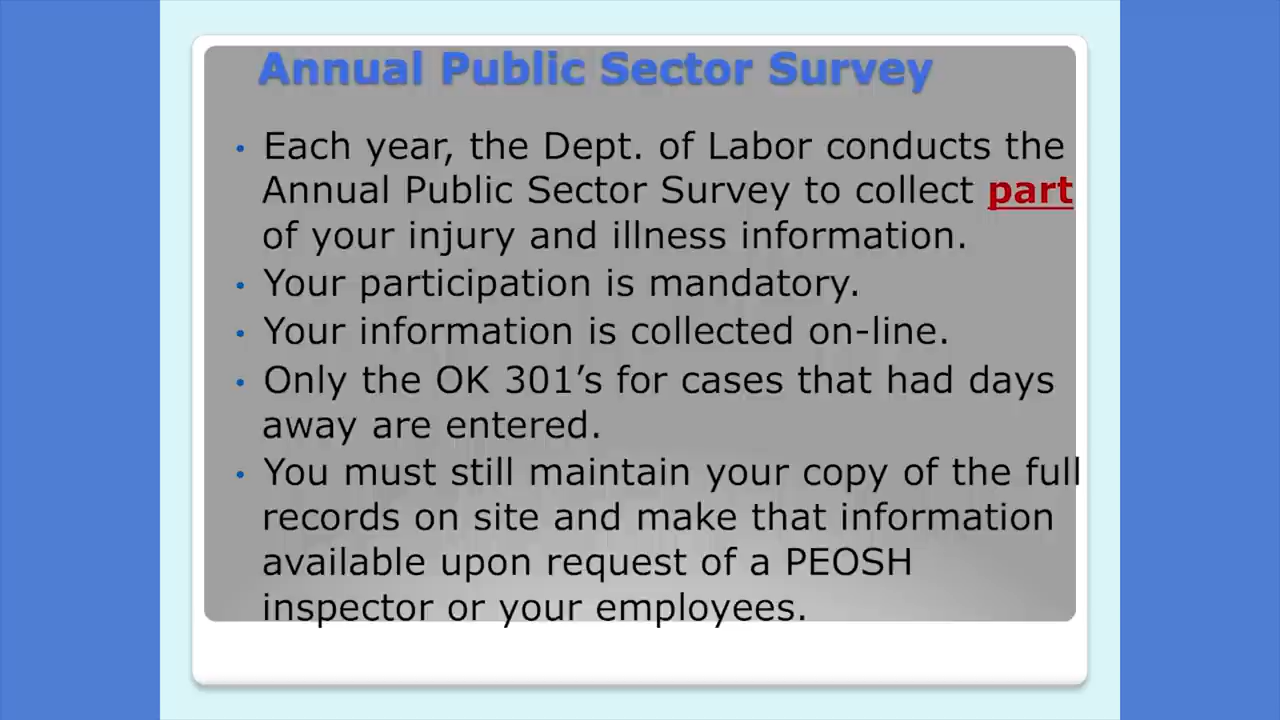 Annual Public Sector Survey
• Each year, the Dept. of Labor conducts the
Annual Public Sector Survey to collect part
of your injury and illness information.
• Your participation is mandatory.
• Your information is collected on-line.
• Only the OK 301’s for cases that had days
away are entered.
• You must still maintain your copy of the full
records on site and make that information
available upon request of a PEOSH
inspector or your employees.